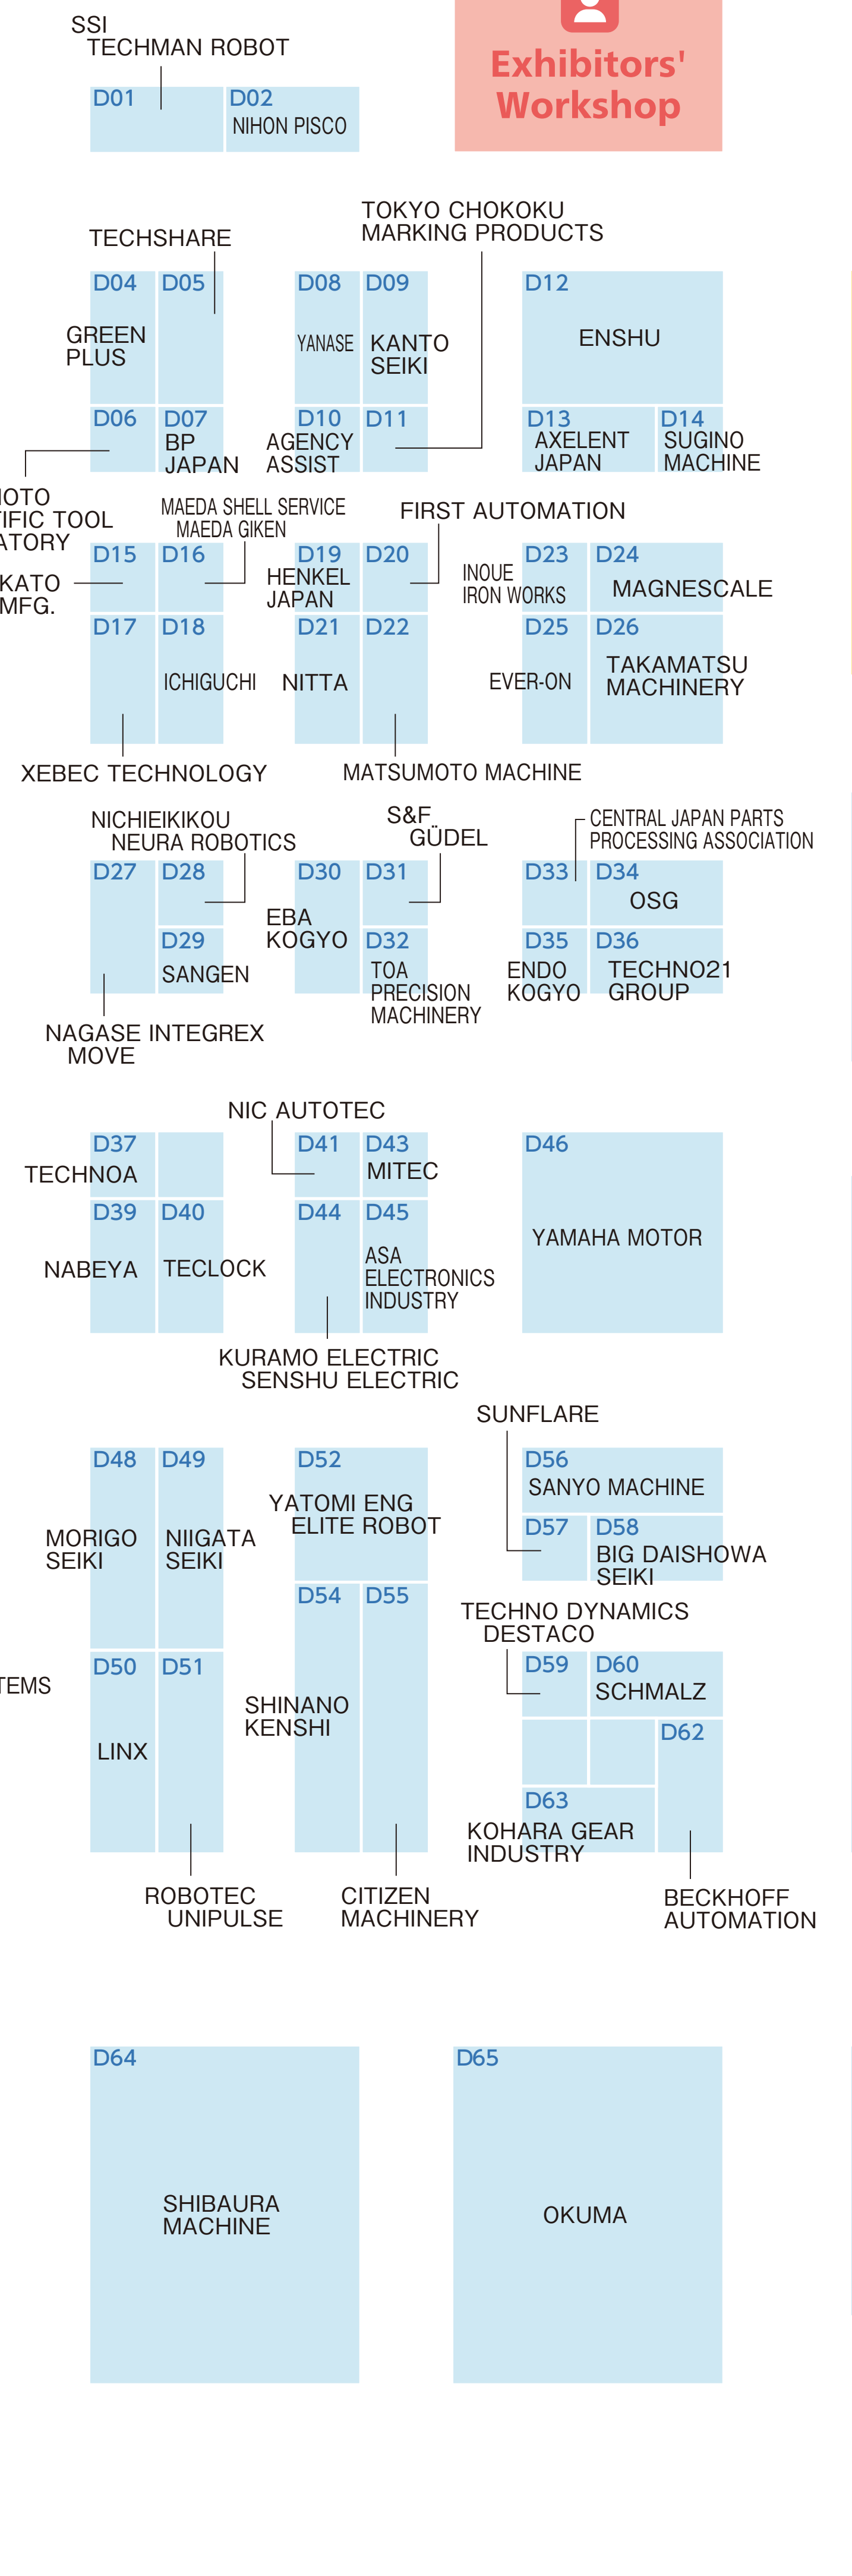 SSI
TECHMAN ROBOT
Exhibitors'
Workshop
D01
D02
NIHON PISCO
TOKYO CHOKOKU
MARKING PRODUCTS
TECHSHARE
D04
D05
GREEN
PLUS
D08
D09
YANASE
KANTO
SEIKI
D12
ENSHU
D06
D07
BP
JAPAN
D10
AGENCY
ASSIST
D11
D13
AXELENT
JAPAN
D14
SUGINO
MACHINE
OTO
IFIC TOOL
ATORY
MAEDA SHELL SERVICE
MAEDA GIKEN
FIRST AUTOMATION
KATO
MFG.
D15
D16
D19
HENKEL
JAPAN
D20
INOUE
IRON WORKS
D23
D24
MAGNESCALE
D17
D18
ICHIGUCHI
D21
NITTA
D22
D25
EVER-ON
D26
TAKAMATSU
MACHINERY
XEBEC TECHNOLOGY
MATSUMOTO MACHINE
NICHIEIKIKOU
NEURA ROBOTICS
S&F
GÜDEL
CENTRAL JAPAN PARTS
PROCESSING ASSOCIATION
D27
D28
D29
SANGEN
D30
EBA
KOGYO
D31
D32
TOA
PRECISION
MACHINERY
D33
D34
OSG
D35
ENDO
KOGYO
D36
TECHNO21
GROUP
NAGASE INTEGREX
MOVE
NIC AUTOTEC
D37
TECHNOA
D41
D43
MITEC
D46
YAMAHA MOTOR
D39
NABEYA
D40
TECLOCK
D44
D45
ASA
ELECTRONICS
INDUSTRY
KURAMO ELECTRIC
SENSHU ELECTRIC
SUNFLARE
D48
MORIGO
SEIKI
D49
NIIGATA
SEIKI
D52
YATOMI ENG
ELITE ROBOT
D56
SANYO MACHINE
D57
D58
BIG DAISHOWA
SEIKI
D54
SHINANO
KENSHI
D55
TECHNO DYNAMICS
DESTACO
TEMS
D50
LINX
D51
D59
D60
SCHMALZ
D62
D63
KOHARA GEAR
INDUSTRY
ROBOTEC
UNIPULSE
CITIZEN
MACHINERY
BECKHOFF
AUTOMATION
D64
SHIBAURA
MACHINE
D65
OKUMA